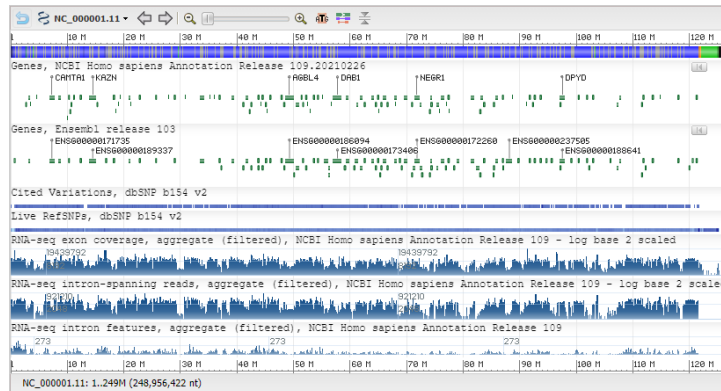 NC_000001.11
1 10 M 20 M 30 M 40 M 50 M 60 M 70 M 80 M 90 M 100 M 110 M 120 M
Genes, NCBI Homo sapiens Annotation Release 109.20210226
CAMTA1 KAZN AGBL4 DAB1 NEGR1 DPYD
Genes, Ensembl release 103
ENSG00000171735 ENSG00000186094 ENSG00000172260 ENSG00000237505
ENSG00000189337 ENSG00000173406 ENSG00000188641
Cited Variations, dbSNP b154 v2
Live RefSNPs, dbSNP b154 v2
RNA-seq exon coverage, aggregate (filtered), NCBI Homo sapiens Annotation Release 109 - log base 2 scaled
19439792 19439792
RNA-seq intron-spanning reads, aggregate (filtered), NCBI Homo sapiens Annotation Release 109 - log base 2 scale
921210 921210
RNA-seq intron features, aggregate (filtered), NCBI Homo sapiens Annotation Release 109
273 273 273
10 M 20 M 30 M 40 M 50 M 60 M 70 M 80 M 90 M 100 M 110 M 120 M
NC_000001.11: 1..249M (248,956,422 nt)